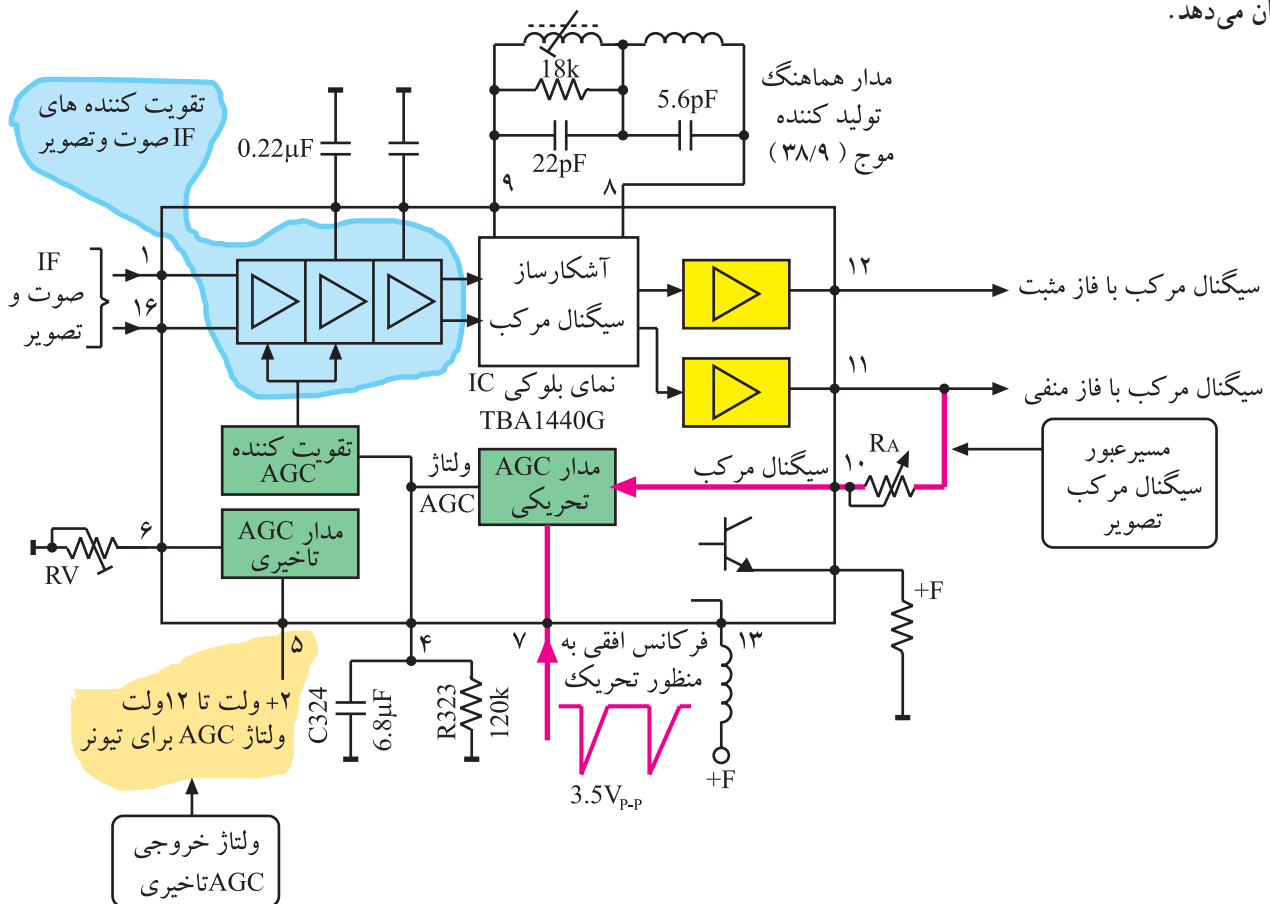 ان می‌دهد.
تقویت کننده های
IF صوت و تصویر
0.22µF
18k
22pF
5.6pF
مدار هماهنگ
تولید کننده
موج (۳۸/۹)
۹
۸
IF
صوت و
تصویر
۱
۱۶
آشکارساز
سیگنال مرکب
نمای بلوکی IC
TBA1440G
۱۲
سیگنال مرکب با فاز مثبت
۱۱
سیگنال مرکب با فاز منفی
تقویت کننده
AGC
ولتاژ
AGC
مدار AGC
تحریکی
سیگنال مرکب
۱۰
RA
مسیرعبور
سیگنال مرکب
تصویر
مدار AGC
تاخیری
۶
RV
+F
۵
۴
۷
فرکانس افقی به
منظور تحریک
۱۳
+۲ ولت تا ۱۲ولت
ولتاژ AGC برای تیونر
C324
6.8µF
R323
120k
3.5VP-P
+F
ولتاژ خروجی
AGCتاخیری